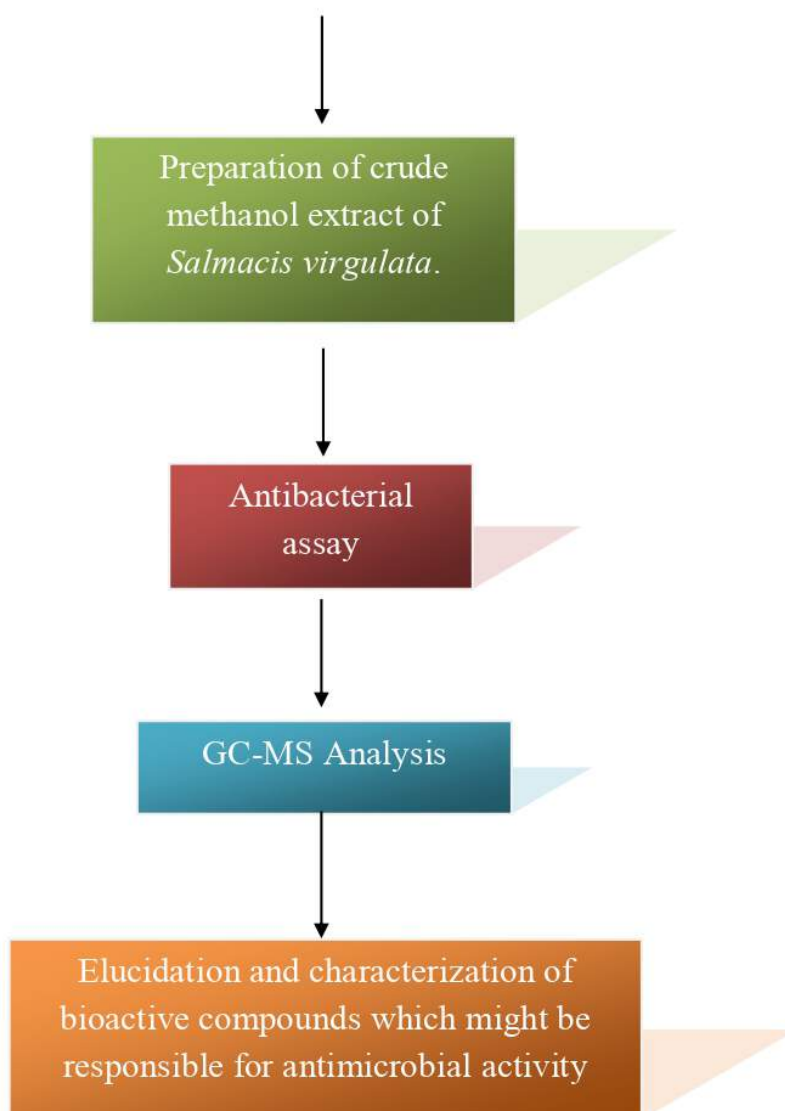 Preparation of crude
methanol extract of
Salmacis virgulata.
Antibacterial
assay
GC-MS Analysis
Elucidation and characterization of
bioactive compounds which might be
responsible for antimicrobial activity